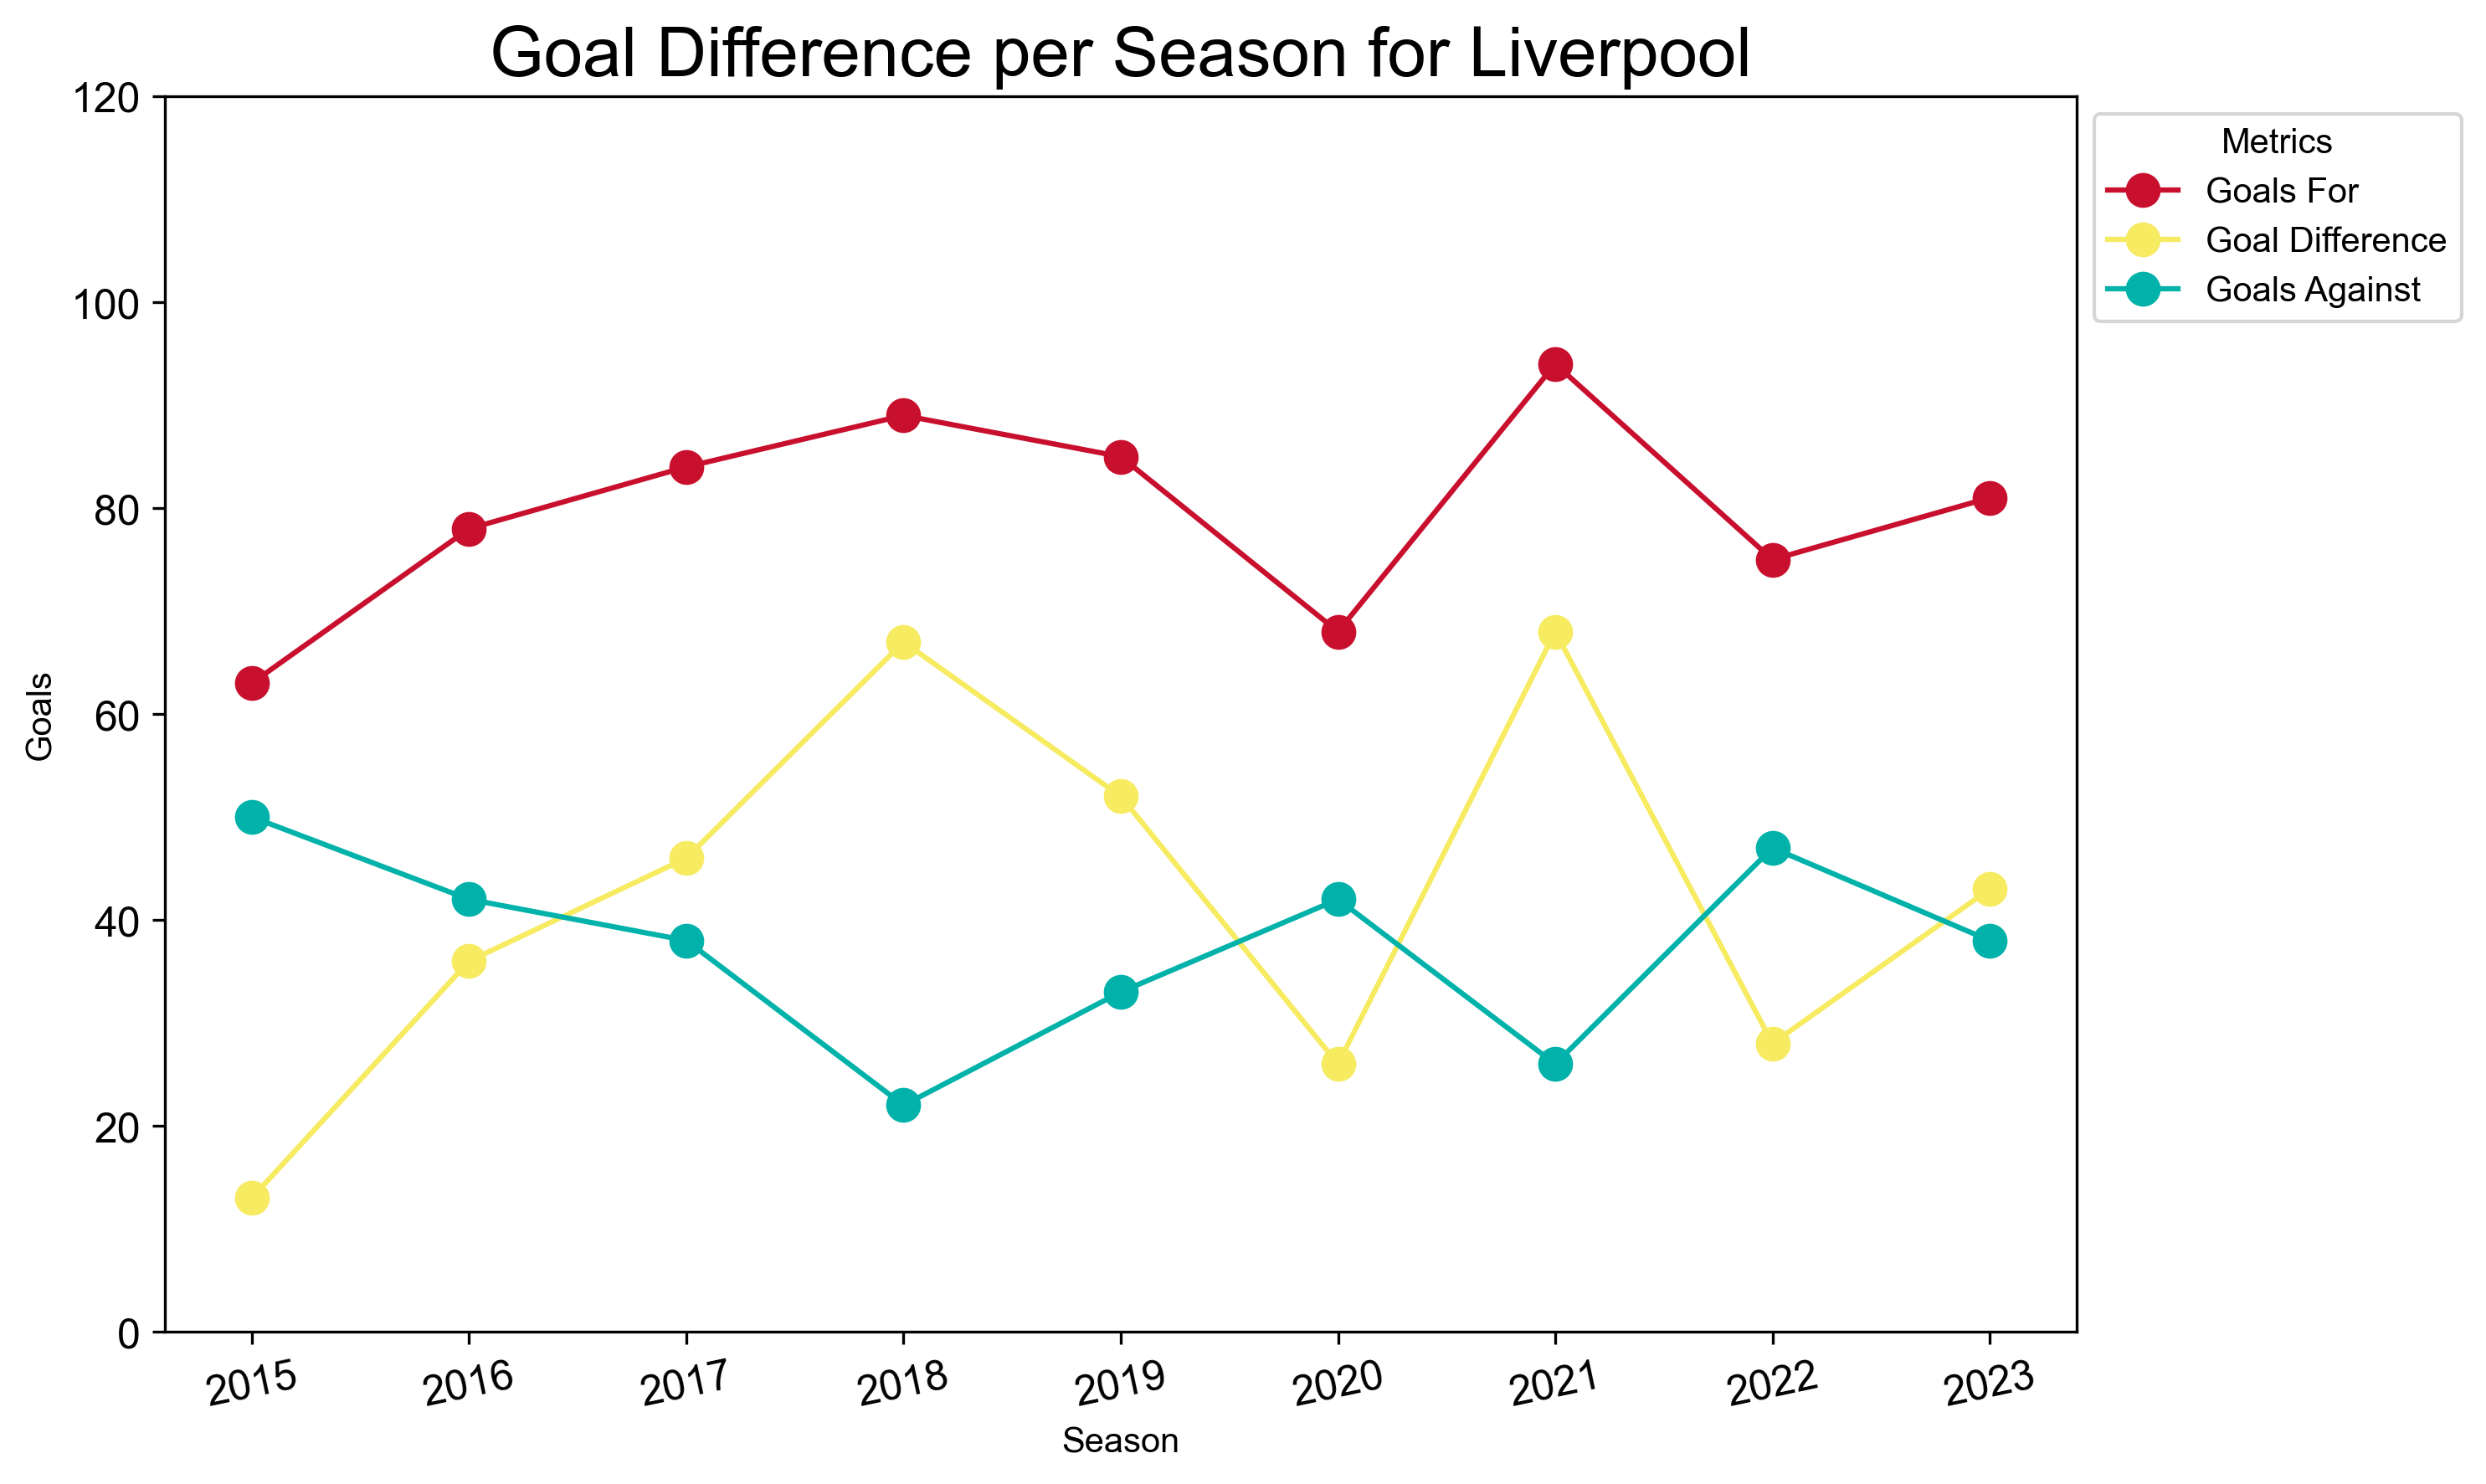 Goal Difference per Season for Liverpool
120
100
80
60
40
20
0
Goals
2015 2016 2017 2018 2019 2020 2021 2022 2023
Season
Metrics
Goals For
Goal Difference
Goals Against